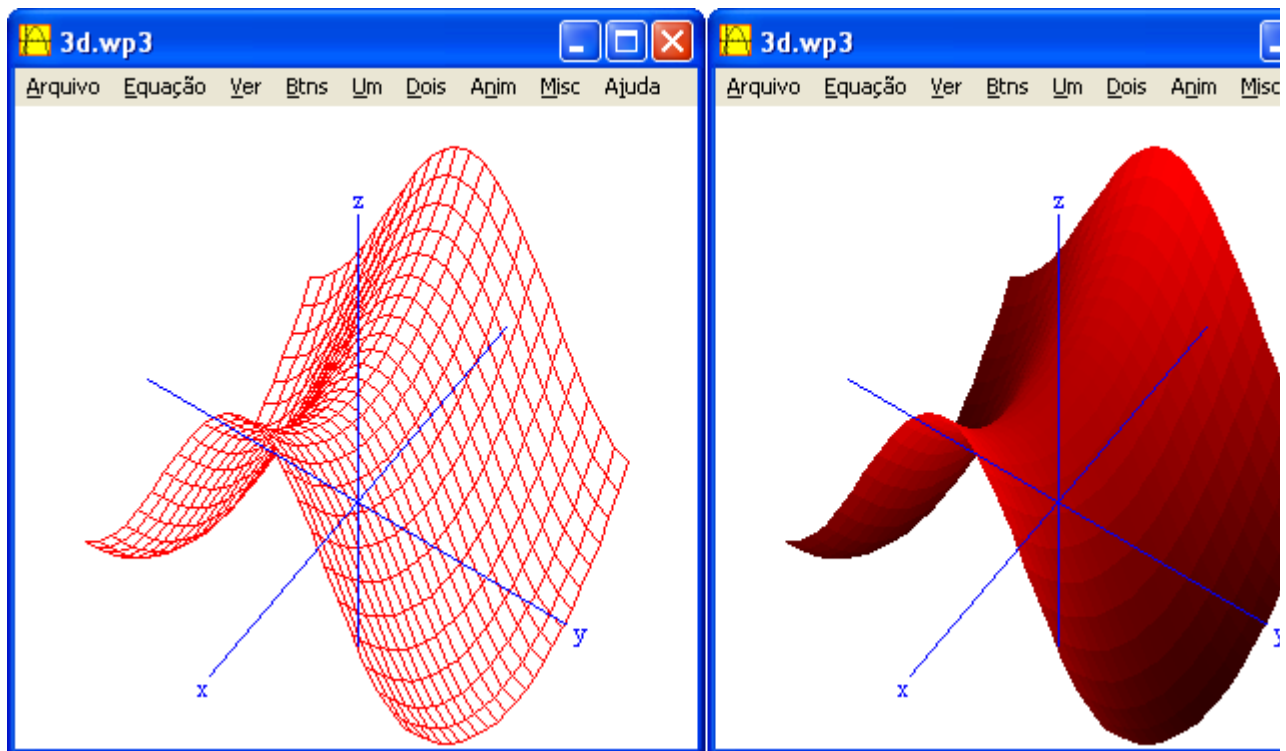 3d.wp3
Arquivo Equação Ver Btns Um Dois Anim Misc Ajuda
z
y
x
3d.wp3
Arquivo Equação Ver Btns Um Dois Anim Misc
z
y
x